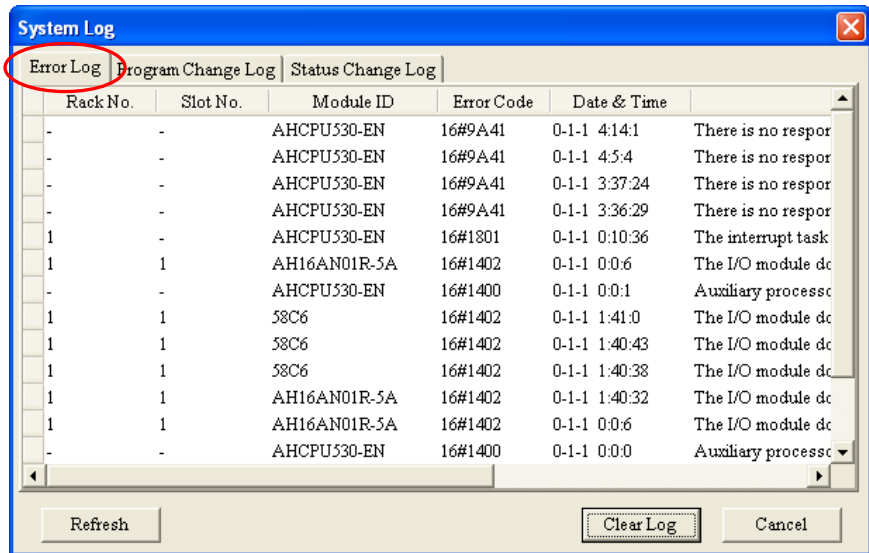 System Log
Error Log Program Change Log Status Change Log
Rack No. Slot No. Module ID Error Code Date & Time
- - AHCPU530-EN 16#9A41 0-1-1 4:14:1 There is no respor
- - AHCPU530-EN 16#9A41 0-1-1 4:5:4 There is no respor
- - AHCPU530-EN 16#9A41 0-1-1 3:37:24 There is no respor
- - AHCPU530-EN 16#9A41 0-1-1 3:36:29 There is no respor
1 - AHCPU530-EN 16#1801 0-1-1 0:10:36 The interrupt task
1 1 AH16AN01R-5A 16#1402 0-1-1 0:0:6 The I/O module do
- - AHCPU530-EN 16#1400 0-1-1 0:0:1 Auxiliary processo
1 1 58C6 16#1402 0-1-1 1:41:0 The I/O module do
1 1 58C6 16#1402 0-1-1 1:40:43 The I/O module do
1 1 58C6 16#1402 0-1-1 1:40:38 The I/O module do
1 1 AH16AN01R-5A 16#1402 0-1-1 1:40:32 The I/O module do
1 1 AH16AN01R-5A 16#1402 0-1-1 0:0:6 The I/O module do
- - AHCPU530-EN 16#1400 0-1-1 0:0:0 Auxiliary processo
Refresh Clear Log Cancel